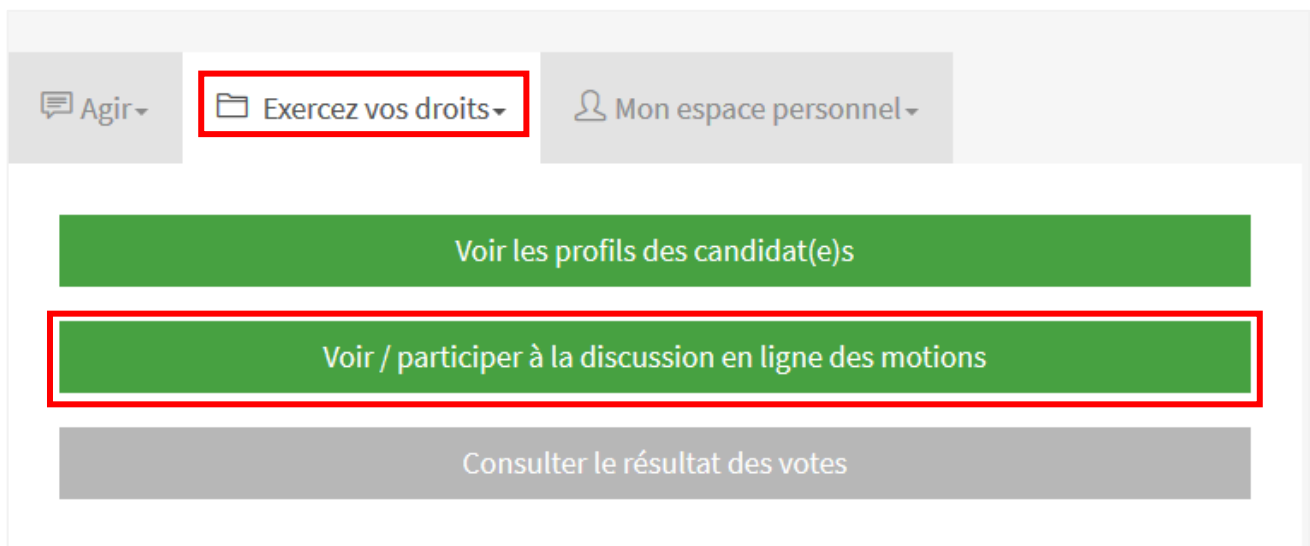 Agir
Exercez vos droits
Mon espace personnel
Voir les profils des candidat(e)s
Voir / participer à la discussion en ligne des motions
Consulter le résultat des votes